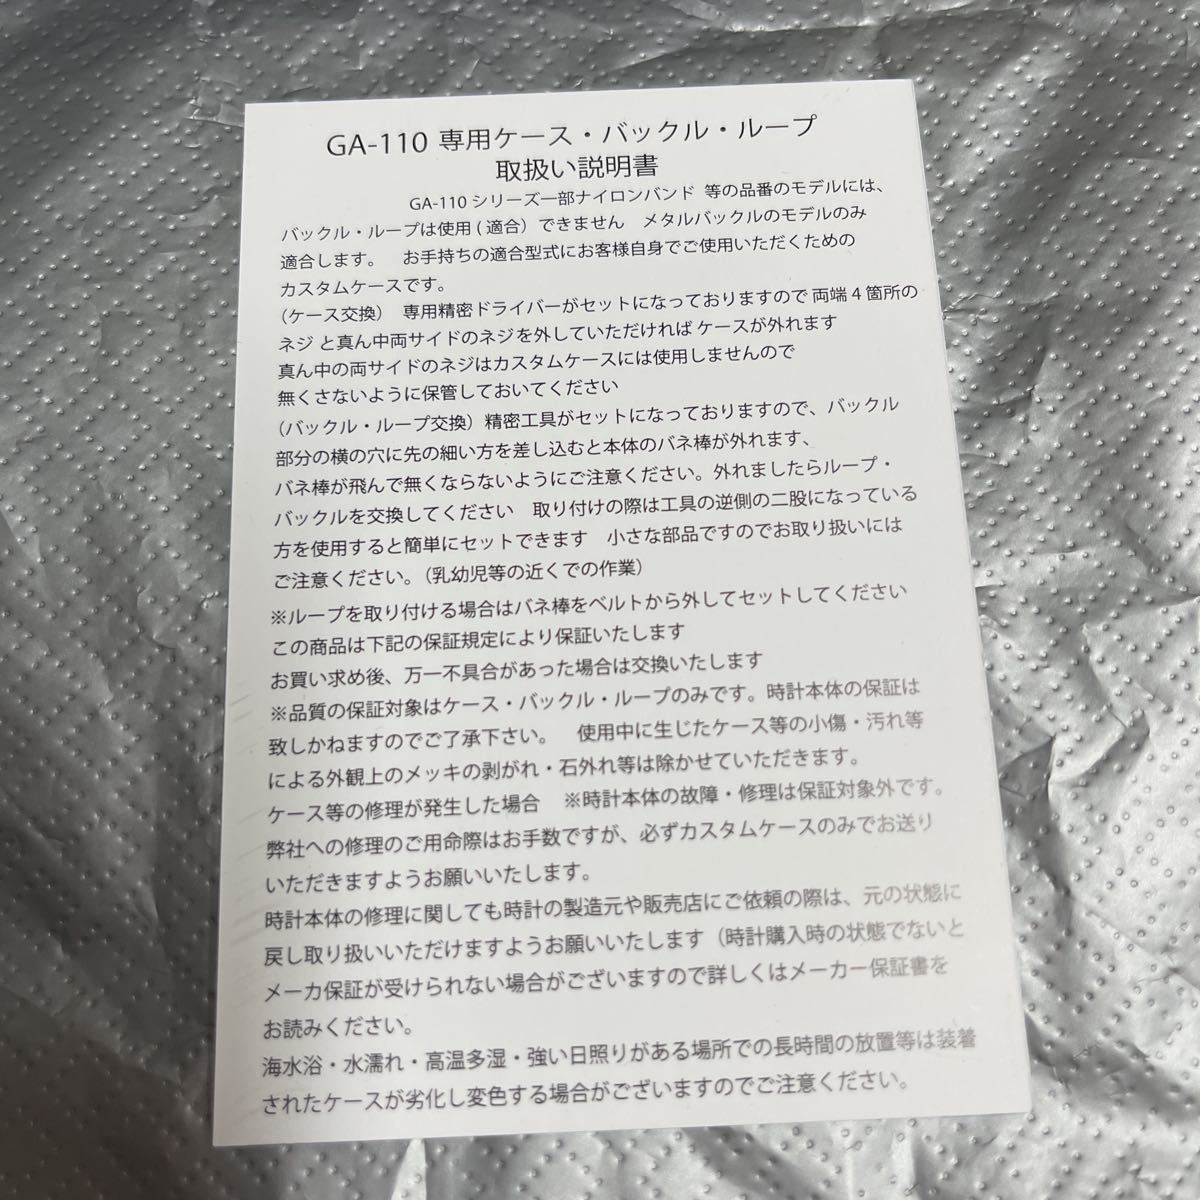 GA-110 専用ケース・バックル・ループ
取扱い説明書
GA-110 シリーズ一部ナイロンバンド 等の品番のモデルには、
バックル・ループは使用 ( 適合）できません　メタルバックルのモデルのみ
適合します。　お手持ちの適合型式にお客様自身でご使用いただくための
カスタムケースです。
（ケース交換）　専用精密ドライバーがセットになっておりますので 両端 4 箇所の
ネジ と真ん中両サイドのネジを外していただければ ケースが外れます
真ん中の両サイドのネジはカスタムケースには使用しませんので
無くさないように保管しておいてください
（バックル・ループ交換）精密工具がセットになっておりますので、バックル
部分の横の穴に先の細い方を差し込むと本体のバネ棒が外れます、
バネ棒が飛んで無くならないようにご注意ください。外れましたらループ・
バックルを交換してください　取り付けの際は工具の逆側の二股になっている
方を使用すると簡単にセットできます　小さな部品ですのでお取り扱いには
ご注意ください。（乳幼児等の近くでの作業）
※ループを取り付ける場合はバネ棒をベルトから外してセットしてください
この商品は下記の保証規定により保証いたします
お買い求め後、万一不具合があった場合は交換いたします
※品質の保証対象はケース・バックル・ループのみです。時計本体の保証は
致しかねますのでご了承下さい。　使用中に生じたケース等の小傷・汚れ等
による外観上のメッキの剥がれ・石外れ等は除かせていただきます。
ケース等の修理が発生した場合　※時計本体の故障・修理は保証対象外です。
弊社への修理のご用命際はお手数ですが、必ずカスタムケースのみでお送り
いただきますようお願いいたします。
時計本体の修理に関しても時計の製造元や販売店にご依頼の際は、元の状態に
戻し取り扱いいただけますようお願いいたします（時計購入時の状態でないと
メーカ保証が受けられない場合がございますので詳しくはメーカー保証書を
お読みください。
海水浴・水濡れ・高温多湿・強い日照りがある場所での長時間の放置等は装着
されたケースが劣化し変色する場合がございますのでご注意ください。